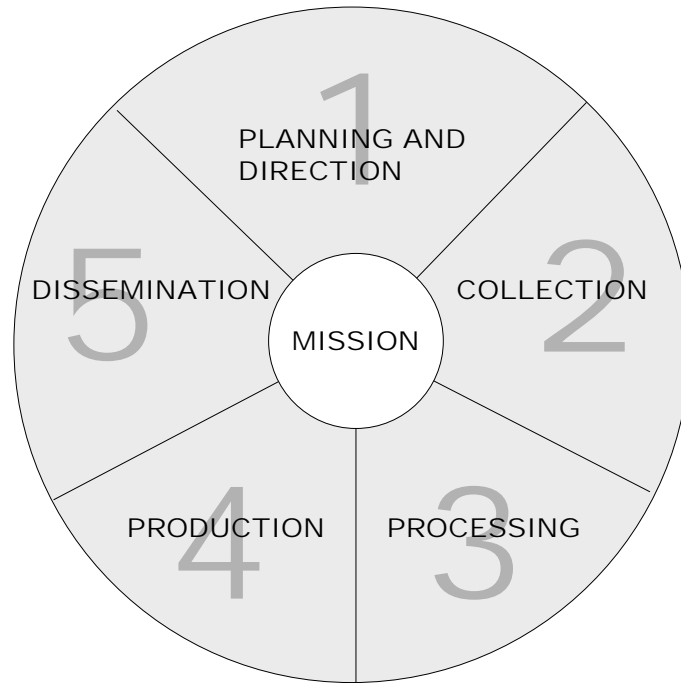 1
PLANNING AND
DIRECTION
2
COLLECTION
3
PROCESSING
4
PRODUCTION
5
DISSEMINATION
MISSION